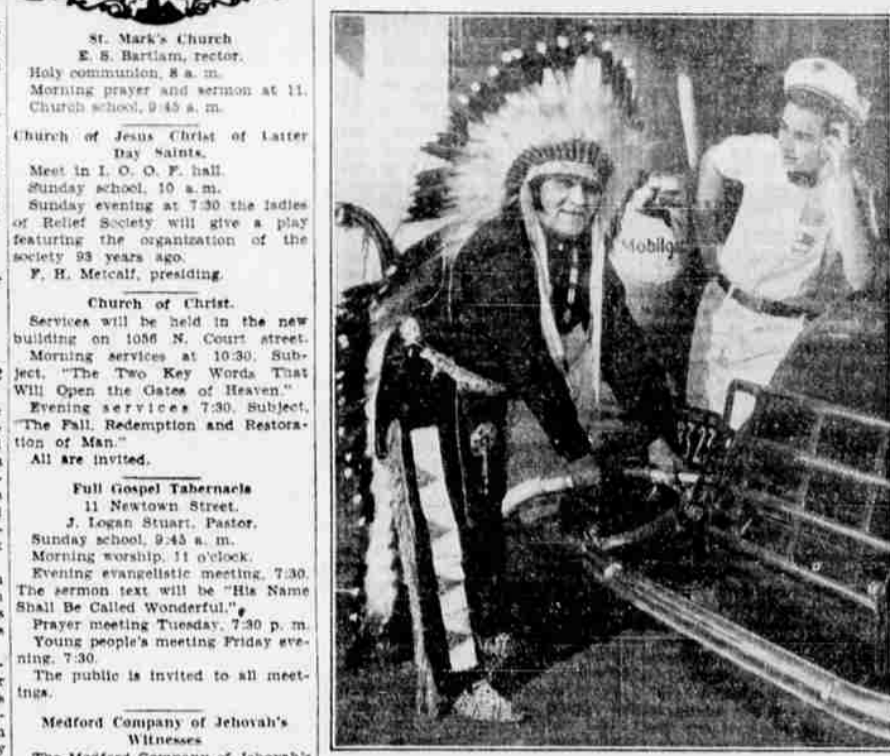 St. Mark's Church
E. S. Bartlam, rector.
Holy communion, 8 a. m.
Morning prayer and sermon at 11.
Church school, 9:45 a. m.
Church of Jesus Christ of Latter
Day Saints.
Meet in I. O. O. F. hall.
Sunday school, 10 a. m.
Sunday evening at 7:30 the ladies
of Relief Society will give a play
featuring the organization of the
society 93 years ago.
F. H. Metcalf, presiding.
Church of Christ.
Services will be held in the new
building on 1056 N. Court street.
Morning services at 10:30. Sub-
ject, "The Two Key Words That
Will Open the Gates of Heaven."
Evening services 7:30. Subject,
"The Fall, Redemption and Restora-
tion of Man."
All are invited.
Full Gospel Tabernacle
11 Newtown Street.
J. Logan Stuart, Pastor.
Sunday school, 9:45 a. m.
Morning worship, 11 o'clock.
Evening evangelistic meeting, 7:30.
The sermon text will be "His Name
Shall Be Called Wonderful."
Prayer meeting Tuesday, 7:30 p. m.
Young people's meeting Friday eve-
ning, 7:30.
The public is invited to all meet-
ings.
Medford Company of Jehovah's
Witnesses
The Medford Company of Jehovah's
Mobilg